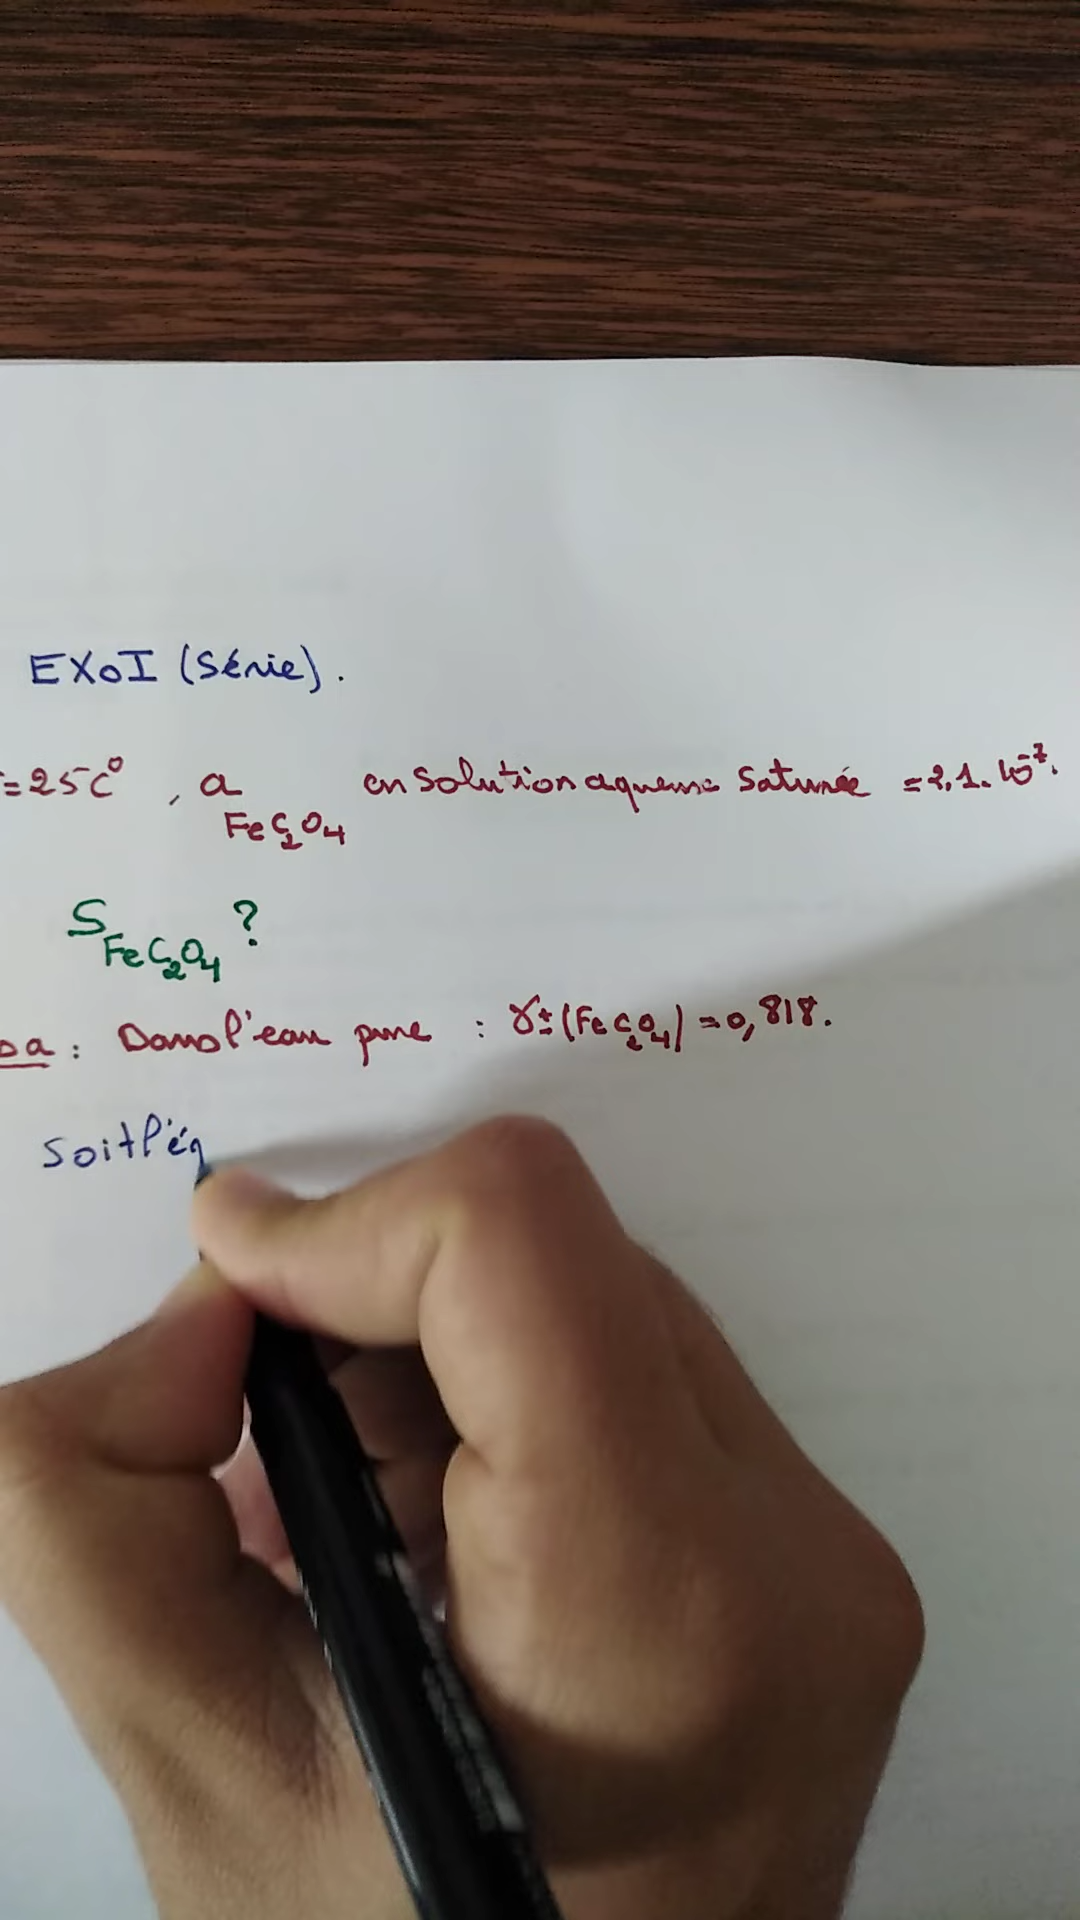 EXOI (Série).
=25C°, a FeC2O4 en solution aqueuse saturée = 2,1.10^-7.
S FeC2O4 ?
a : Dans l'eau pure : γ± (FeC2O4) = 0,818.
Soit l'éq